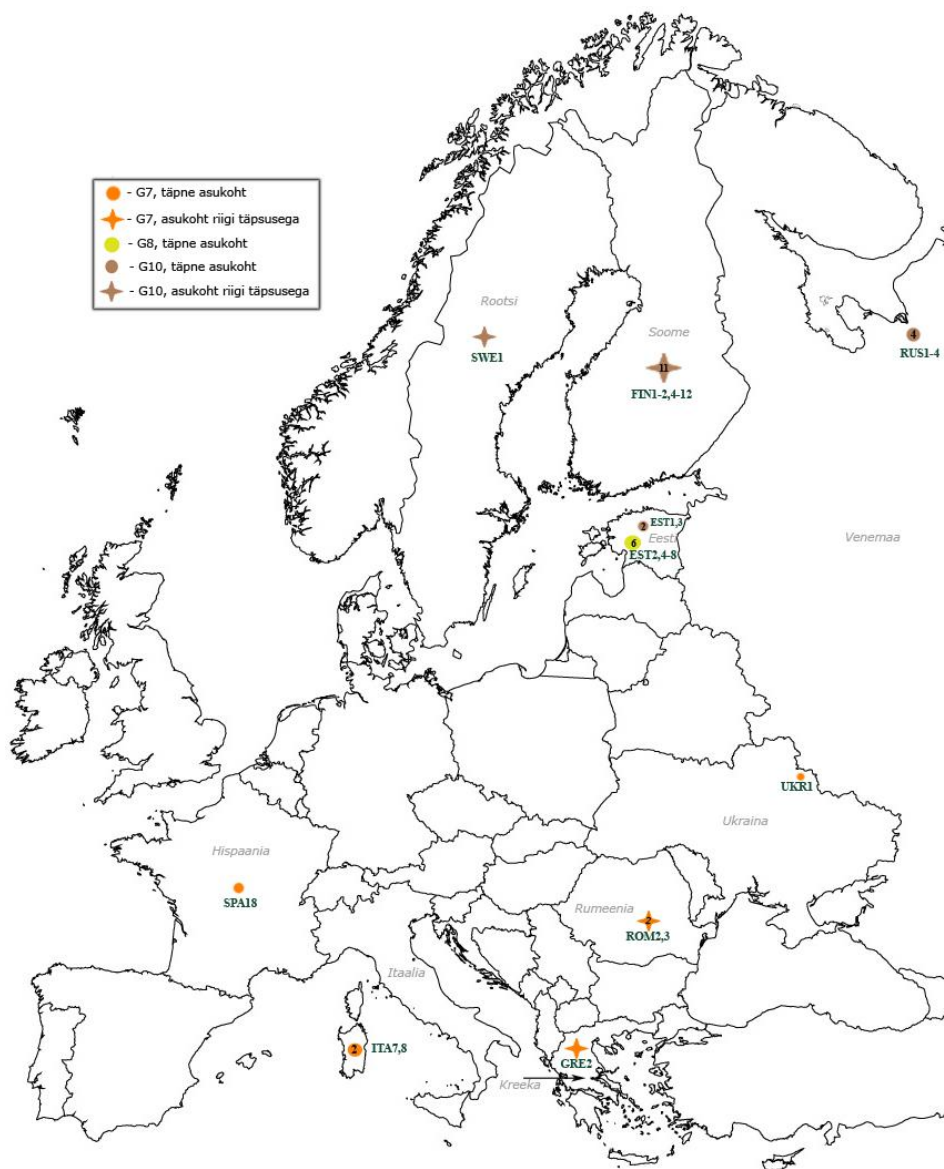 - G7, täpne asukoht
- G7, asukoht riigi täpsusega
- G8, täpne asukoht
- G10, täpne asukoht
- G10, asukoht riigi täpsusega
Rootsi
SWE1
Soome
11
FIN1-2,4-12
4
RUS1-4
2
EST1,3
Eesti
6
EST2,4-8
Venemaa
UKR1
Ukraina
Hispaania
SPA18
Rumeenia
2
ROM2,3
Itaalia
2
ITA7,8
GRE2
Kreeka